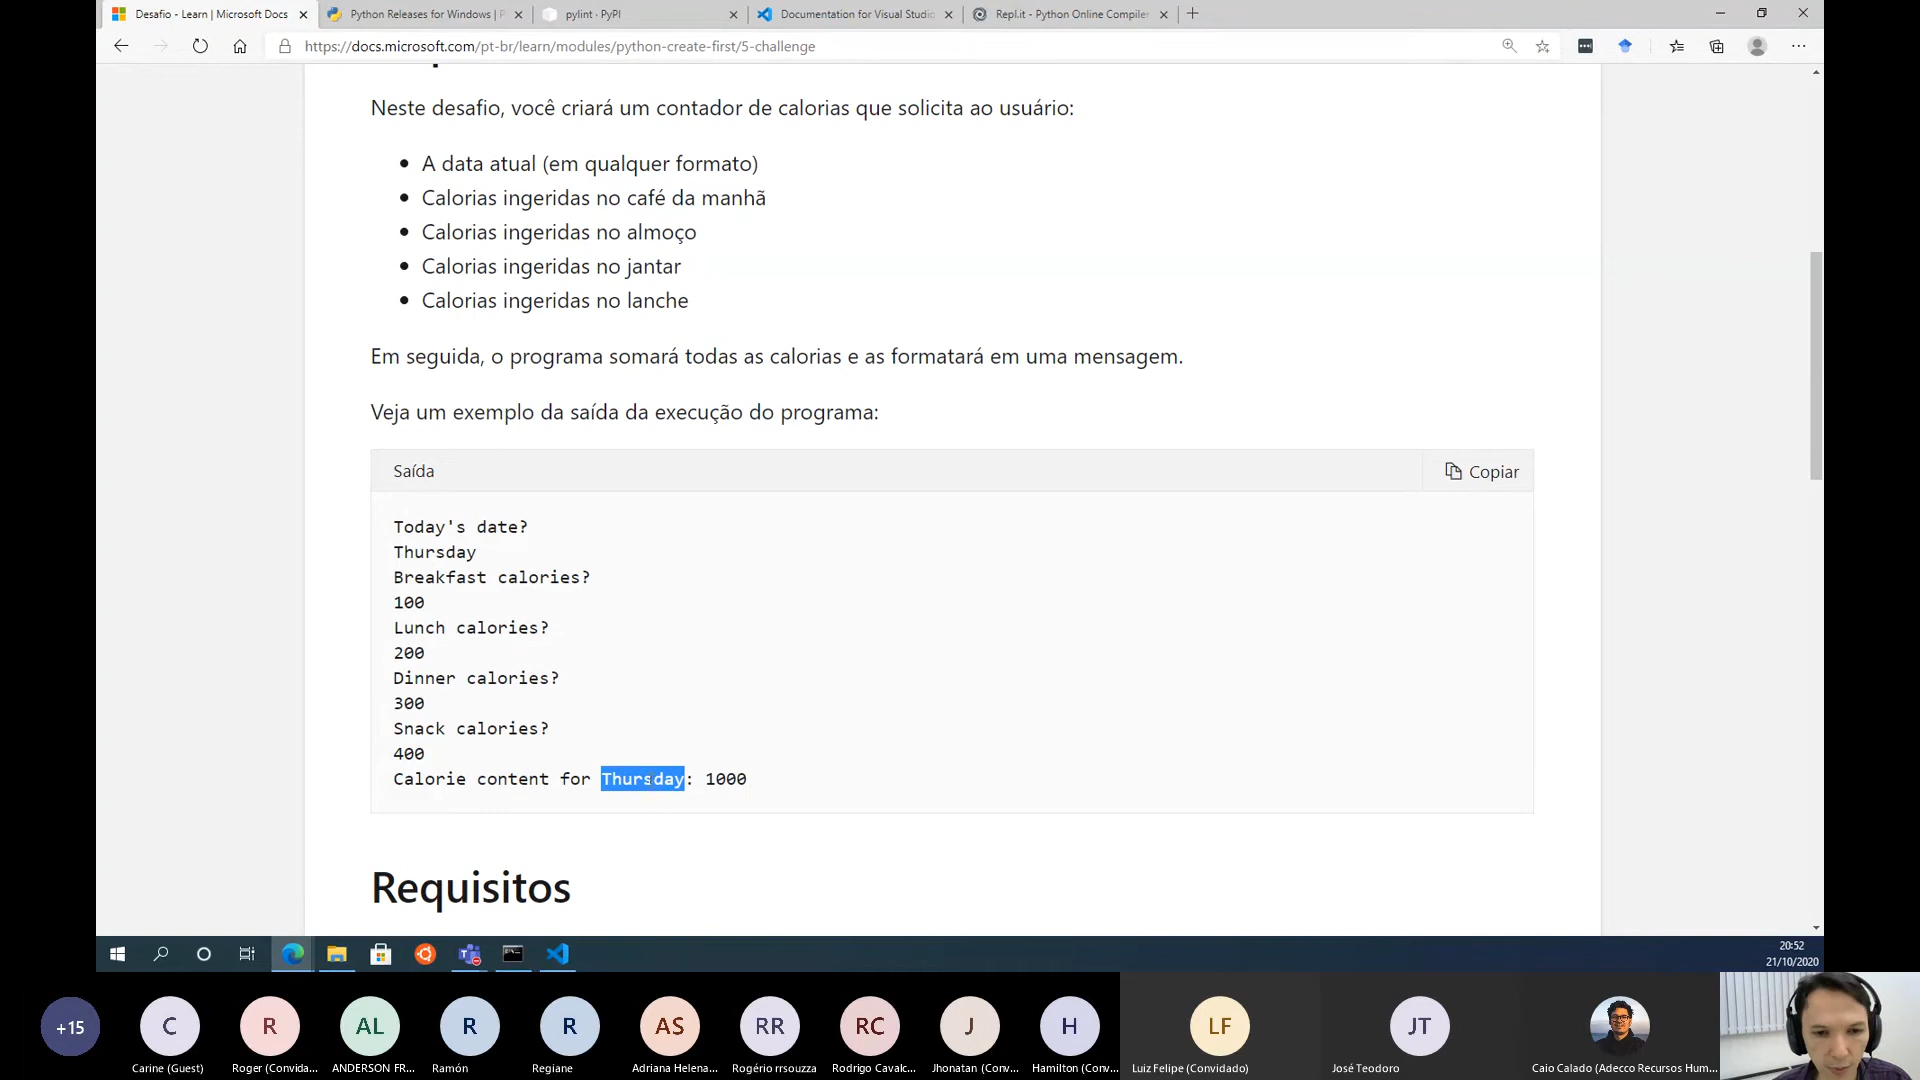 Desafio - Learn | Microsoft Docs
Python Releases for Windows | P
pylint · PyPI
Documentation for Visual Studio
Repl.it - Python Online Compiler
https://docs.microsoft.com/pt-br/learn/modules/python-create-first/5-challenge
Neste desafio, você criará um contador de calorias que solicita ao usuário:
A data atual (em qualquer formato)
Calorias ingeridas no café da manhã
Calorias ingeridas no almoço
Calorias ingeridas no jantar
Calorias ingeridas no lanche
Em seguida, o programa somará todas as calorias e as formatará em uma mensagem.
Veja um exemplo da saída da execução do programa:
Saída
Copiar
Today's date?
Thursday
Breakfast calories?
100
Lunch calories?
200
Dinner calories?
300
Snack calories?
400
Calorie content for Thursday: 1000
Requisitos
20:52
21/10/2020
+15
C
R
AL
R
R
AS
RR
RC
J
H
LF
JT
Carine (Guest)
Roger (Convida...
ANDERSON FR...
Ramón
Regiane
Adriana Helena...
Rogério rrsouzza
Rodrigo Cavalc...
Jhonatan (Conv...
Hamilton (Conv...
Luiz Felipe (Convidado)
José Teodoro
Caio Calado (Adecco Recursos Hum...